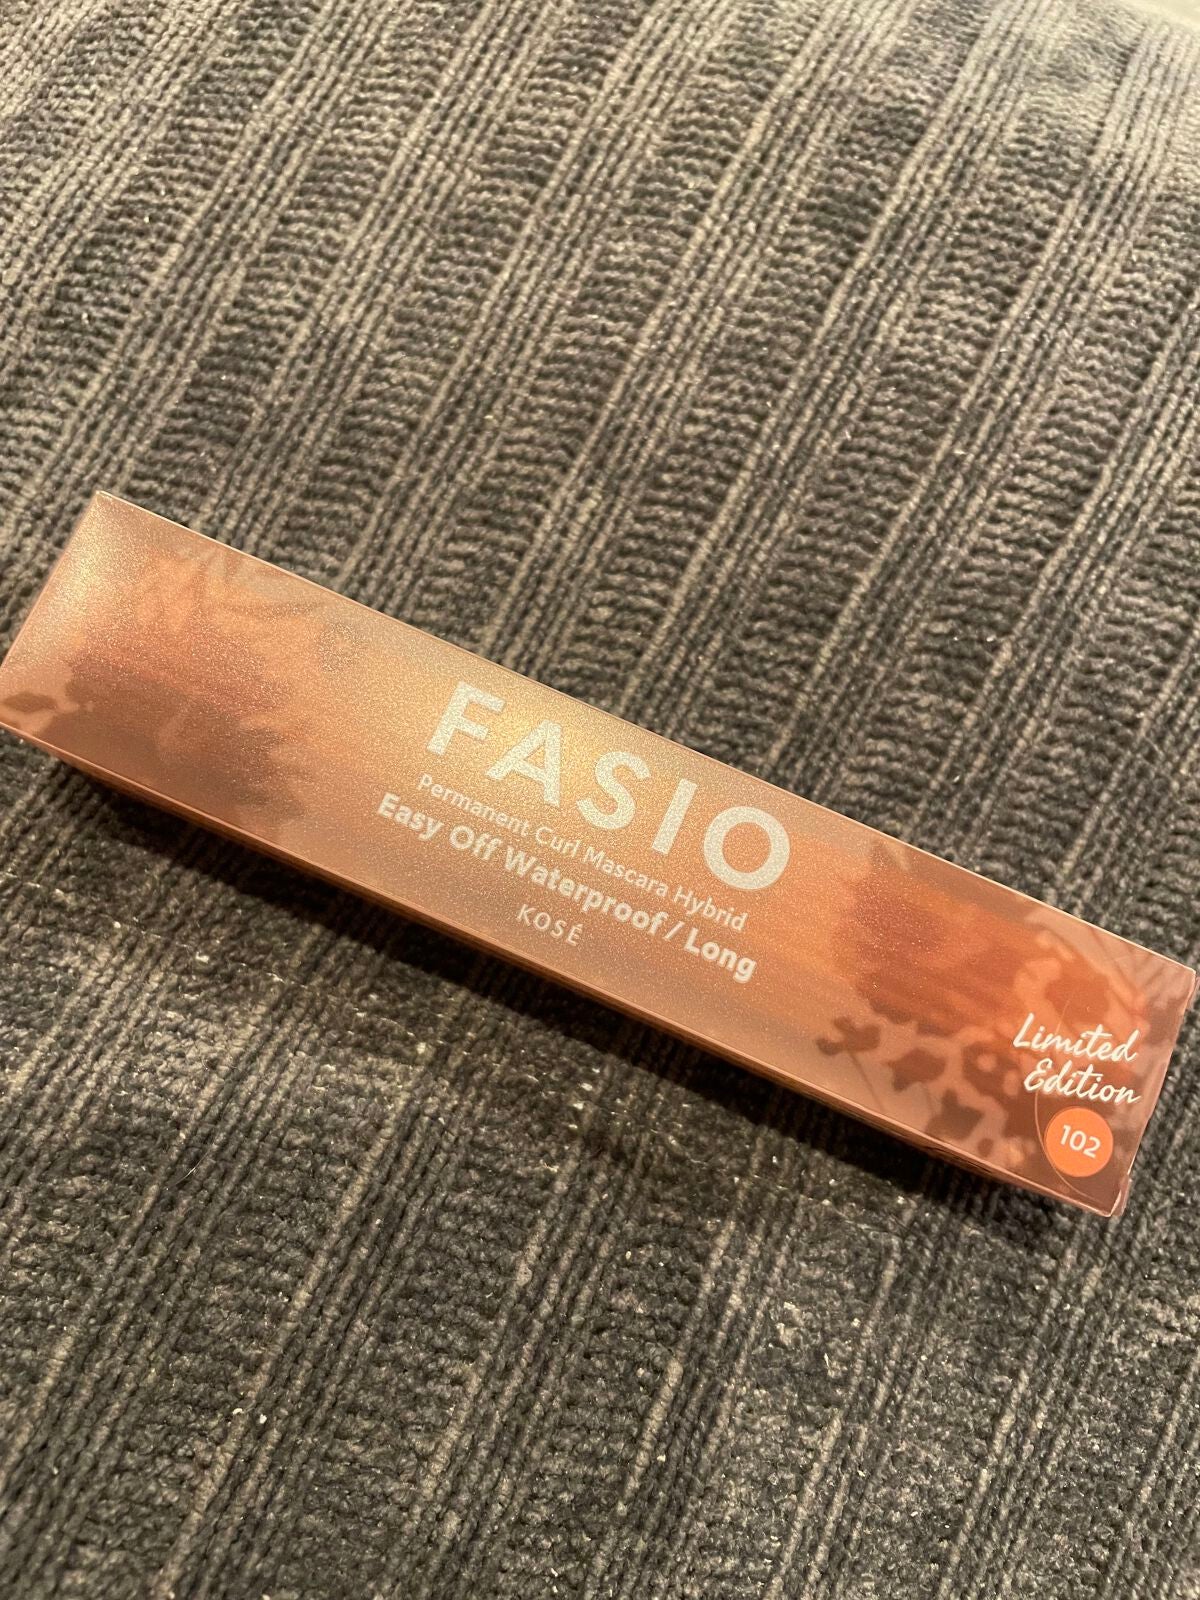 FASIO
Permanent Curl Mascara Hybrid
Easy Off Waterproof / Long
KOSÉ
Limited
Edition
102